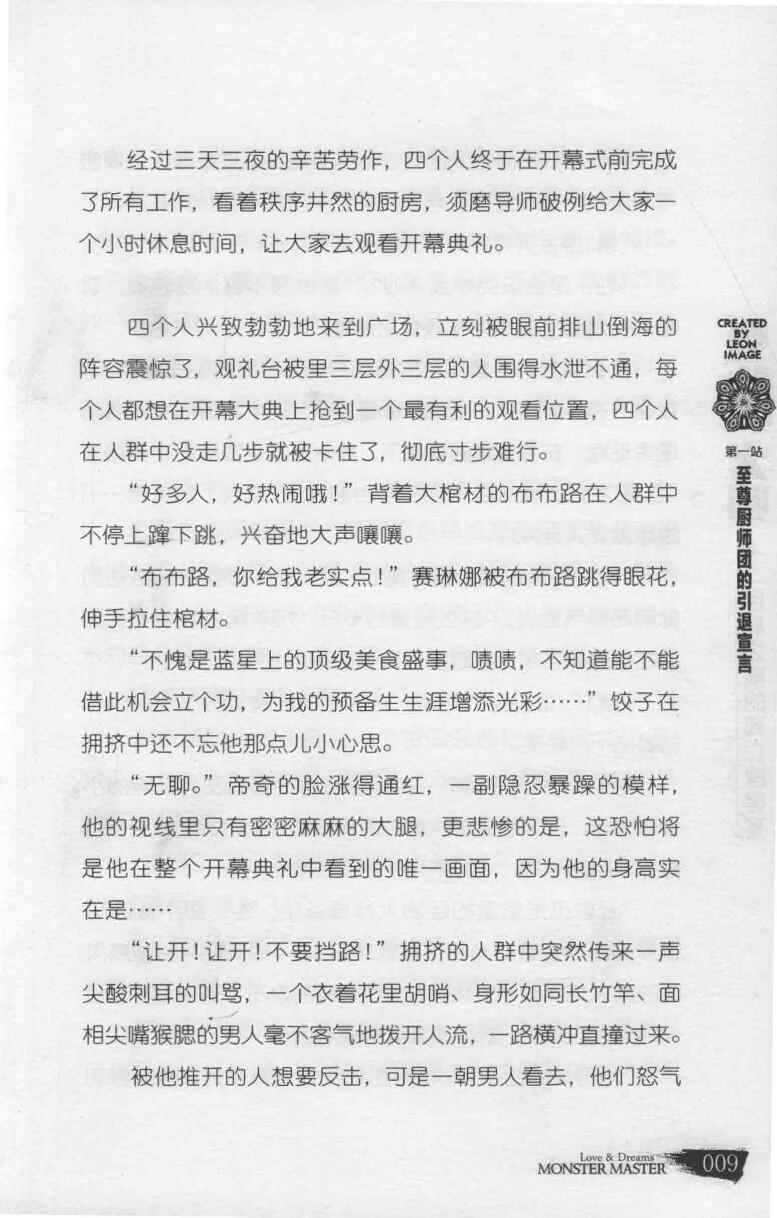 经过三天三夜的辛苦劳作，四个人终于在开幕式前完成
了所有工作，看着秩序井然的厨房，须磨导师破例给大家一
个小时休息时间，让大家去观看开幕典礼。
四个人兴致勃勃地来到广场，立刻被眼前排山倒海的
阵容震惊了，观礼台被里三层外三层的人围得水泄不通，每
个人都想在开幕大典上抢到一个最有利的观看位置，四个人
在人群中没走几步就被卡住了，彻底寸步难行。
“好多人，好热闹哦！”背着大棺材的布布路在人群中
不停上蹿下跳，兴奋地大声嚷嚷。
“布布路，你给我老实点！”赛琳娜被布布路跳得眼花，
伸手拉住棺材。
“不愧是蓝星上的顶级美食盛事，啧啧，不知道能不能
借此机会立个功，为我的预备生生涯增添光彩……”饺子在
拥挤中还不忘他那点儿小心思。
“无聊。”帝奇的脸涨得通红，一副隐忍暴躁的模样，
他的视线里只有密密麻麻的大腿，更悲惨的是，这恐怕将
是他在整个开幕典礼中看到的唯一画面，因为他的身高实
在是……
“让开！让开！不要挡路！”拥挤的人群中突然传来一声
尖酸刺耳的叫骂，一个衣着花里胡哨、身形如同长竹竿、面
相尖嘴猴腮的男人毫不客气地拨开人流，一路横冲直撞过来。
被他推开的人想要反击，可是一朝男人看去，他们怒气
CREATED
BY
LEON
IMAGE
第一站
至尊厨师团的引退宣言
Love & Dreams
MONSTER MASTER
009